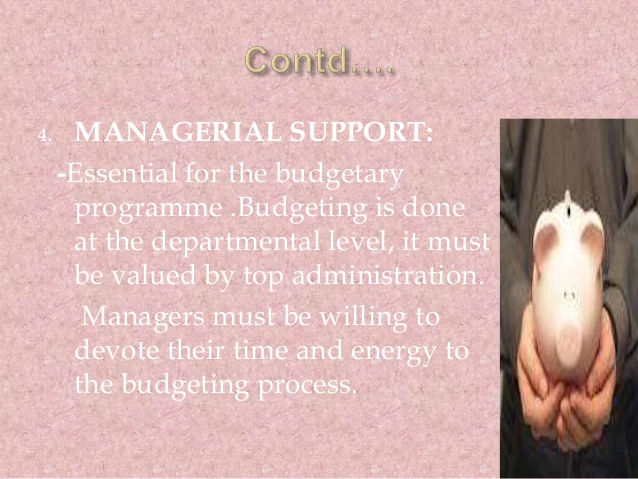 Contd....
4. MANAGERIAL SUPPORT:
-Essential for the budgetary
programme .Budgeting is done
at the departmental level, it must
be valued by top administration.
Managers must be willing to
devote their time and energy to
the budgeting process.